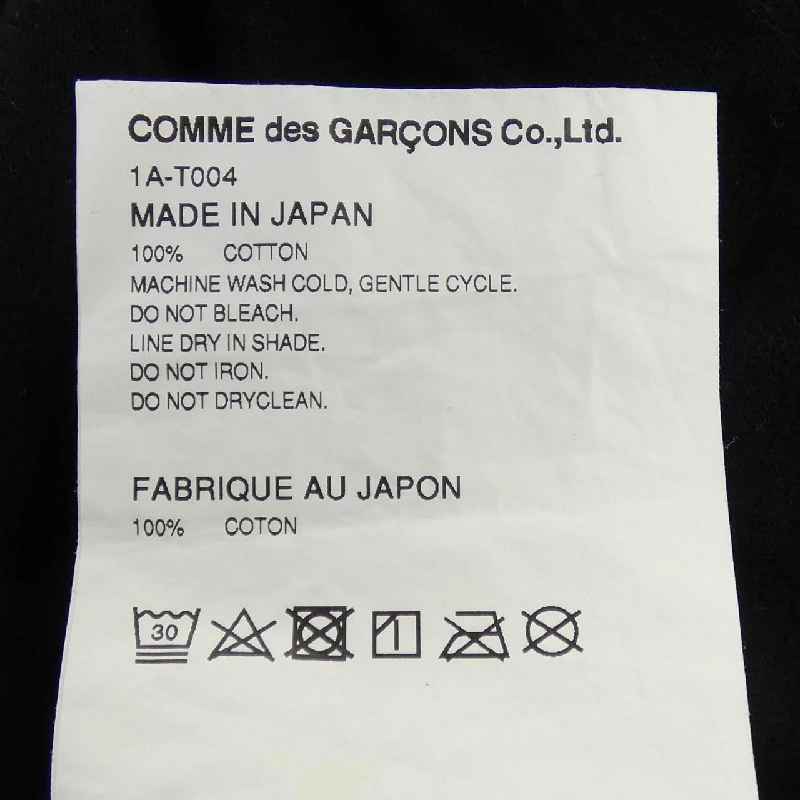 COMME des GARÇONS Co.,Ltd.
1A-T004
MADE IN JAPAN
100% COTTON
MACHINE WASH COLD, GENTLE CYCLE.
DO NOT BLEACH.
LINE DRY IN SHADE.
DO NOT IRON.
DO NOT DRYCLEAN.
FABRIQUE AU JAPON
100% COTON
30